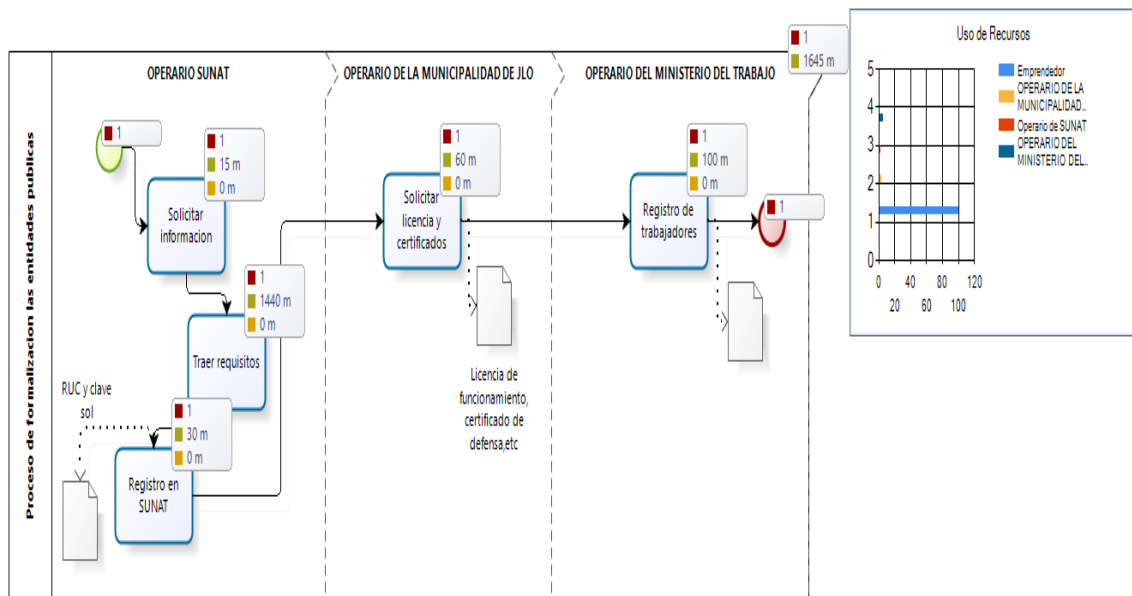 Proceso de formalizacion las entidades publicas
OPERARIO SUNAT
OPERARIO DE LA MUNICIPALIDAD DE JLO
OPERARIO DEL MINISTERIO DEL TRABAJO
1
1645 m
1
1
15 m
0 m
Solicitar
informacion
1
1440 m
0 m
Traer requisitos
RUC y clave
sol
1
30 m
0 m
Registro en
SUNAT
1
60 m
0 m
Solicitar
licencia y
certificados
Licencia de
funcionamiento,
certificado de
defensa,etc
1
100 m
0 m
Registro de
trabajadores
1
Uso de Recursos
5
4
3
2
1
0
0 40 80 120
20 60 100
Emprendedor
OPERARIO DE LA
MUNICIPALIDAD..
Operario de SUNAT
OPERARIO DEL
MINISTERIO DEL..